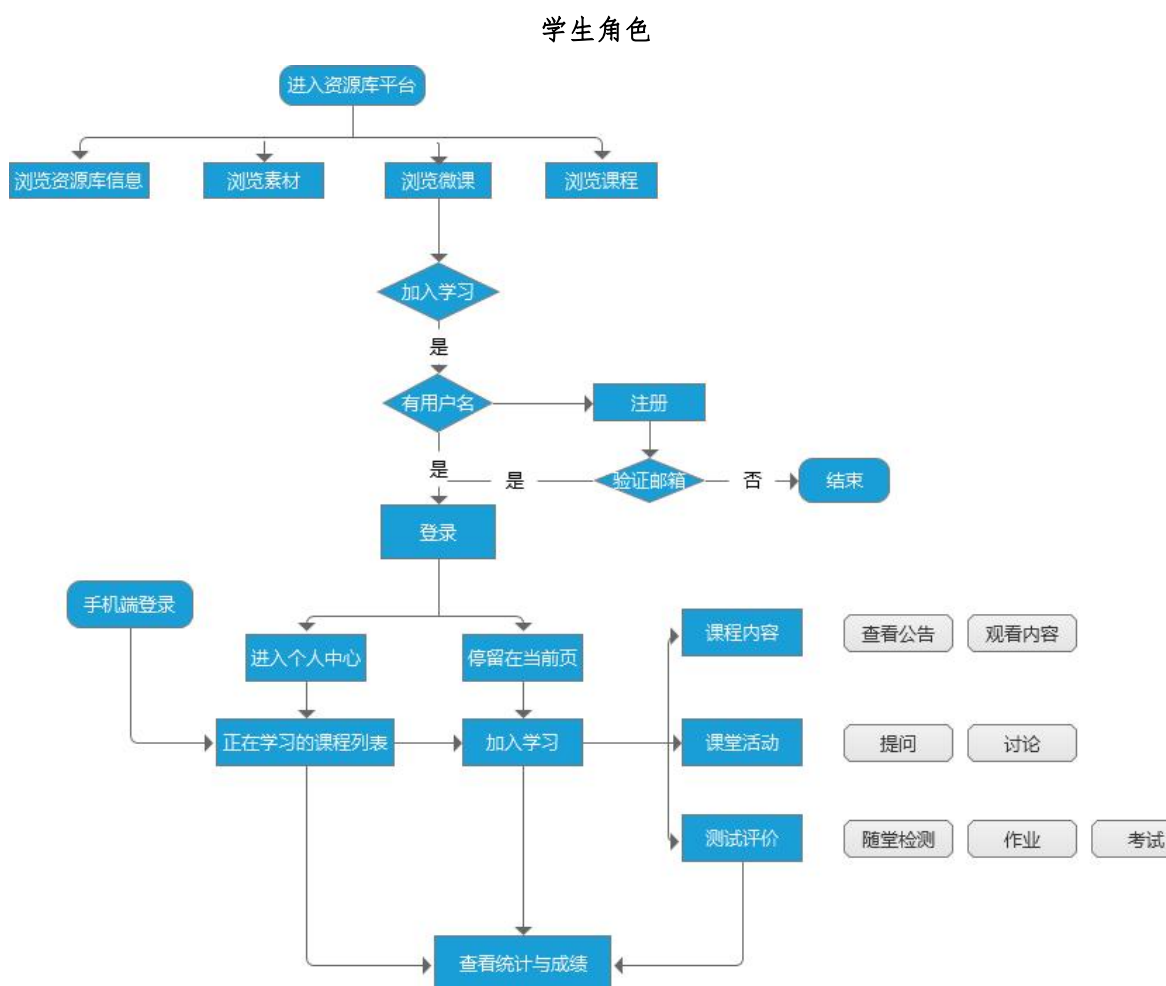 学生角色
进入资源库平台
浏览资源库信息 浏览素材 浏览微课 浏览课程
加入学习
是
有用户名 注册
是 是 验证邮箱 否 结束
登录
手机端登录 课程内容 查看公告 观看内容
进入个人中心 停留在当前页
正在学习的课程列表 加入学习 课堂活动 提问 讨论
测试评价 随堂检测 作业 考试
查看统计与成绩